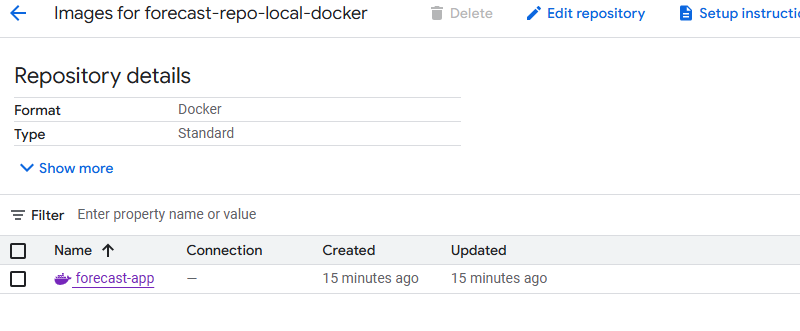 Images for forecast-repo-local-docker Delete Edit repository Setup instructio
Repository details
Format Docker
Type Standard
Show more
Filter Enter property name or value
Name Connection Created Updated
forecast-app — 15 minutes ago 15 minutes ago